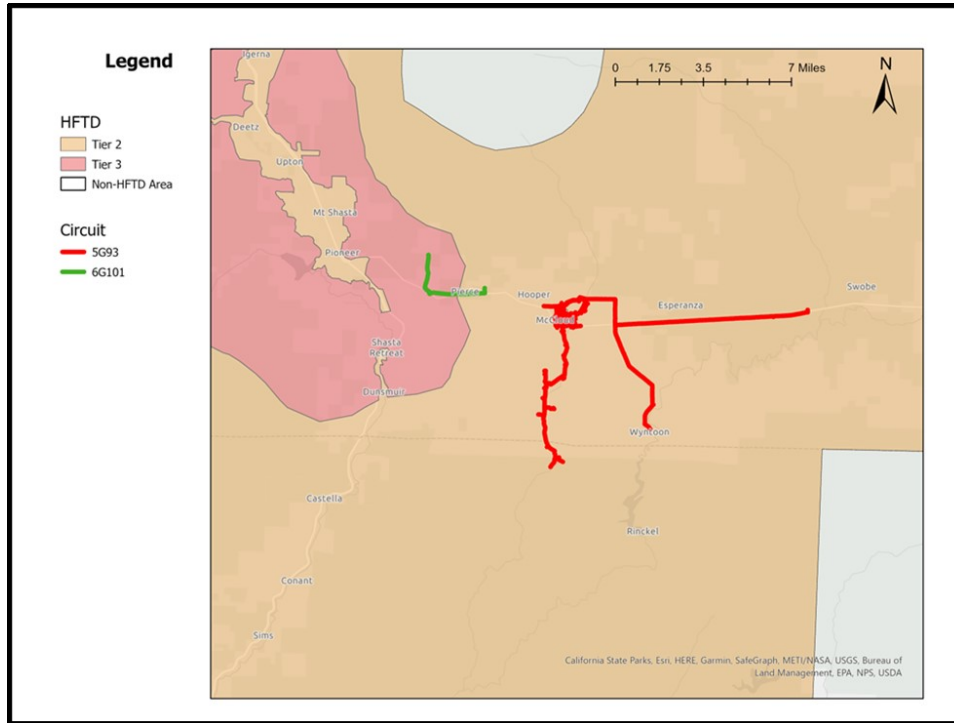 Legend
HFTD
Tier 2
Tier 3
Non-HFTD Area
Circuit
5G93
6G101
0 1.75 3.5 7 Miles
N
Igerna
Deetz
Upton
Mt Shasta
Pioneer
Pierce
Hooper
McCloud
Esperanza
Swobe
Shasta
Retreat
Dunsmuir
Wyntoon
Castella
Rinckel
Conant
Sims
California State Parks, Esri, HERE, Garmin, SafeGraph, METI/NASA, USGS, Bureau of
Land Management, EPA, NPS, USDA